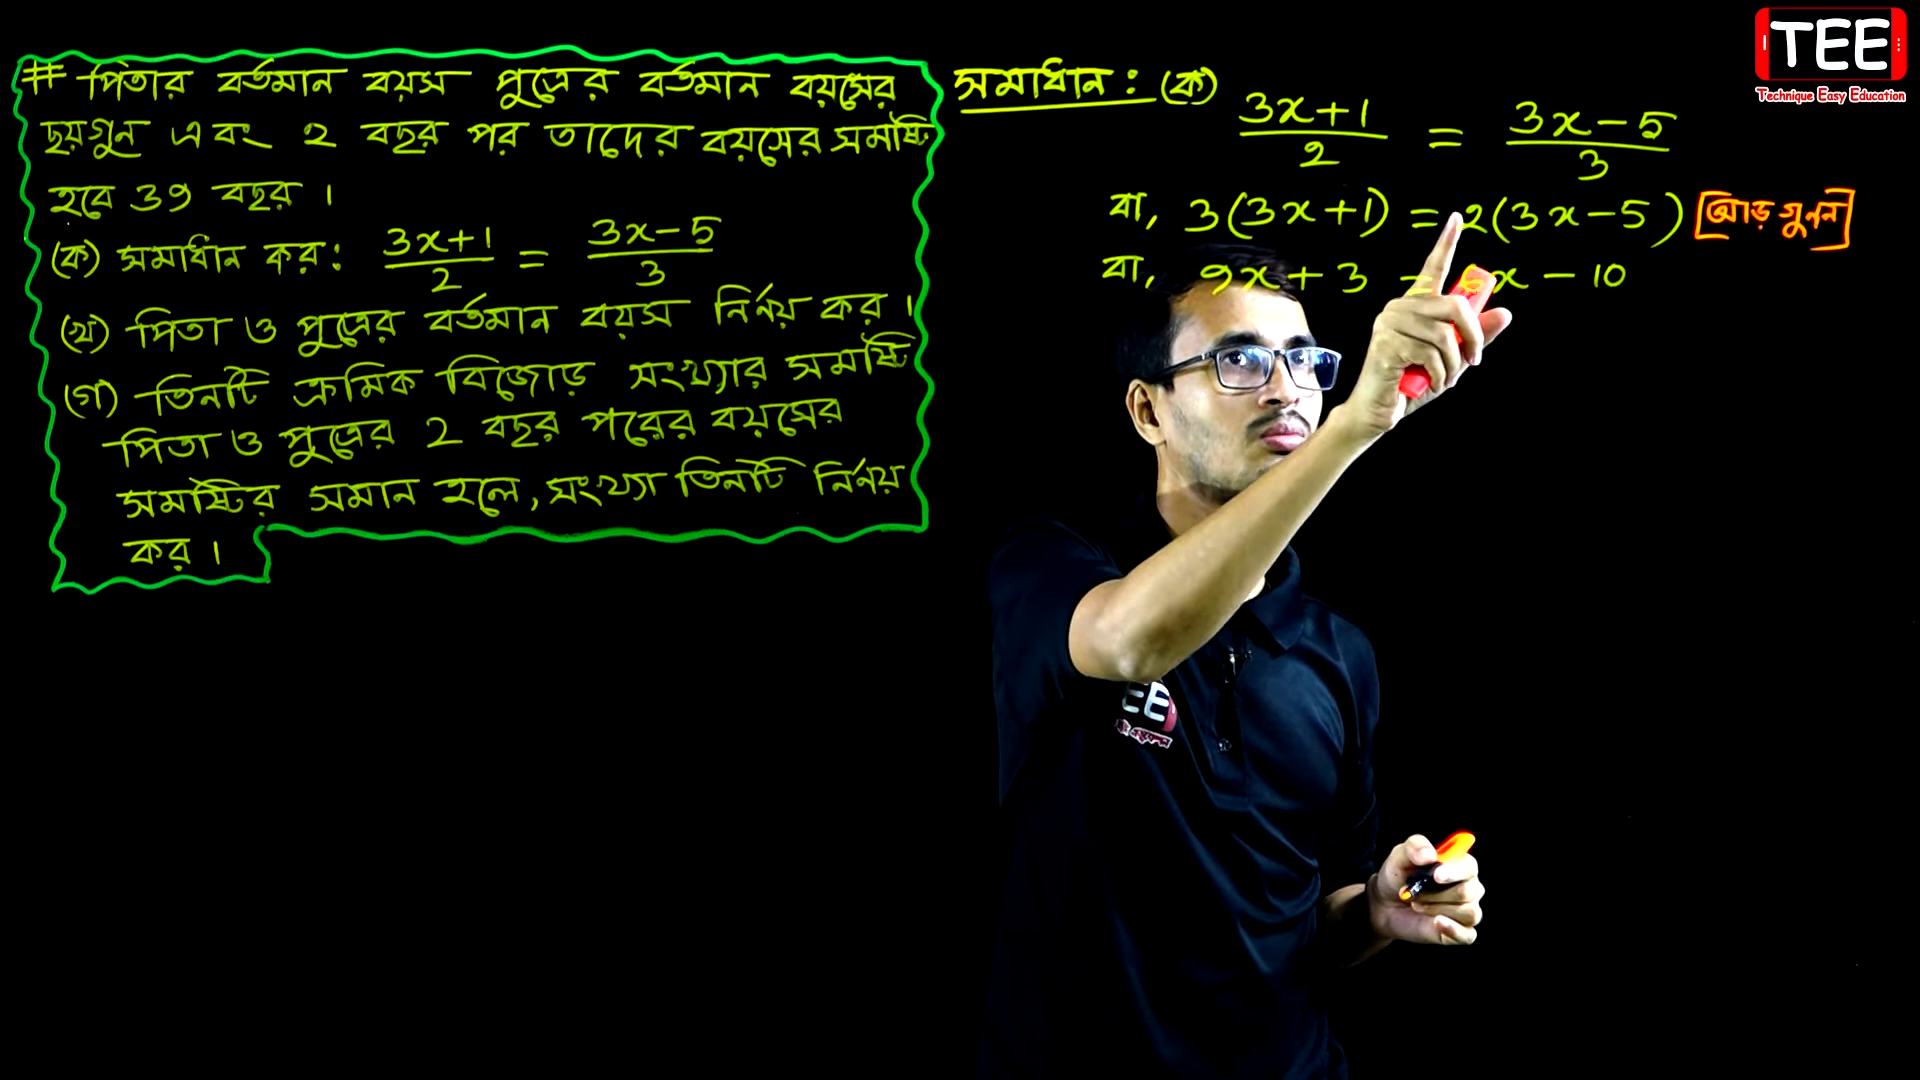 # পিতার বর্তমান বয়স পুত্রের বর্তমান বয়সের
ছয়গুন এবং ২ বছর পর তাদের বয়সের সমষ্টি
হবে 39 বছর ।
(ক) সমাধান কর: (3x+1)/2 = (3x-5)/3
(খ) পিতা ও পুত্রের বর্তমান বয়স নির্ণয় কর ।
(গ) তিনটি ক্রমিক বিজোড় সংখ্যার সমষ্টি
পিতা ও পুত্রের 2 বছর পরের বয়সের
সমষ্টির সমান হলে, সংখ্যা তিনটি নির্ণয়
কর ।
সমাধান : (ক)
(3x+1)/2 = (3x-5)/3
বা, 3(3x+1) = 2(3x-5) [আড় গুনন]
বা, 9x+3 = 6x-10
TEE
Technique Easy Education